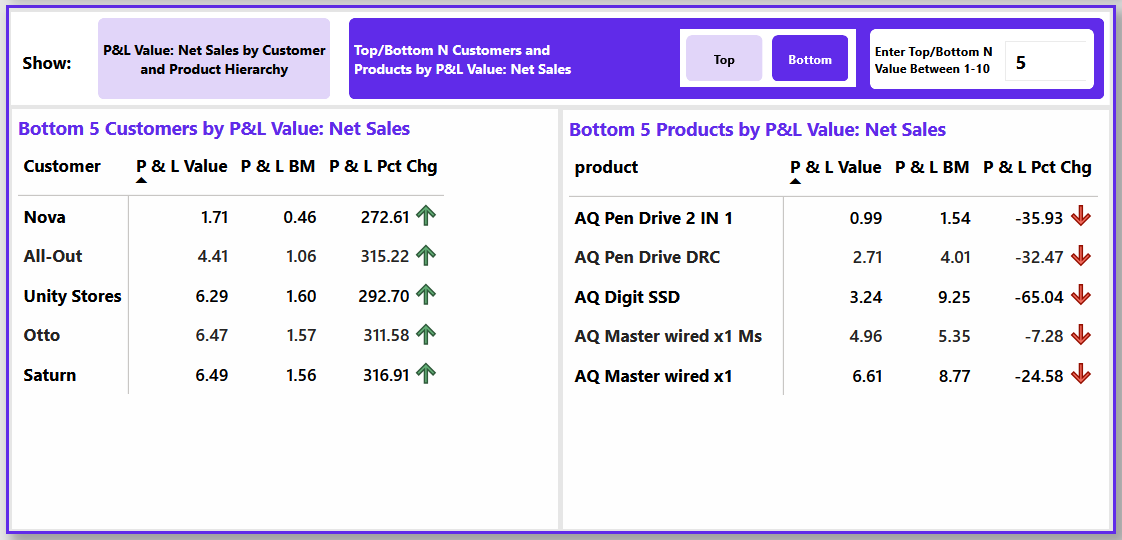 Show:
P&L Value: Net Sales by Customer
and Product Hierarchy
Top/Bottom N Customers and
Products by P&L Value: Net Sales
Top
Bottom
Enter Top/Bottom N
Value Between 1-10
5
Bottom 5 Customers by P&L Value: Net Sales
Customer P & L Value P & L BM P & L Pct Chg
Nova 1.71 0.46 272.61
All-Out 4.41 1.06 315.22
Unity Stores 6.29 1.60 292.70
Otto 6.47 1.57 311.58
Saturn 6.49 1.56 316.91
Bottom 5 Products by P&L Value: Net Sales
product P & L Value P & L BM P & L Pct Chg
AQ Pen Drive 2 IN 1 0.99 1.54 -35.93
AQ Pen Drive DRC 2.71 4.01 -32.47
AQ Digit SSD 3.24 9.25 -65.04
AQ Master wired x1 Ms 4.96 5.35 -7.28
AQ Master wired x1 6.61 8.77 -24.58